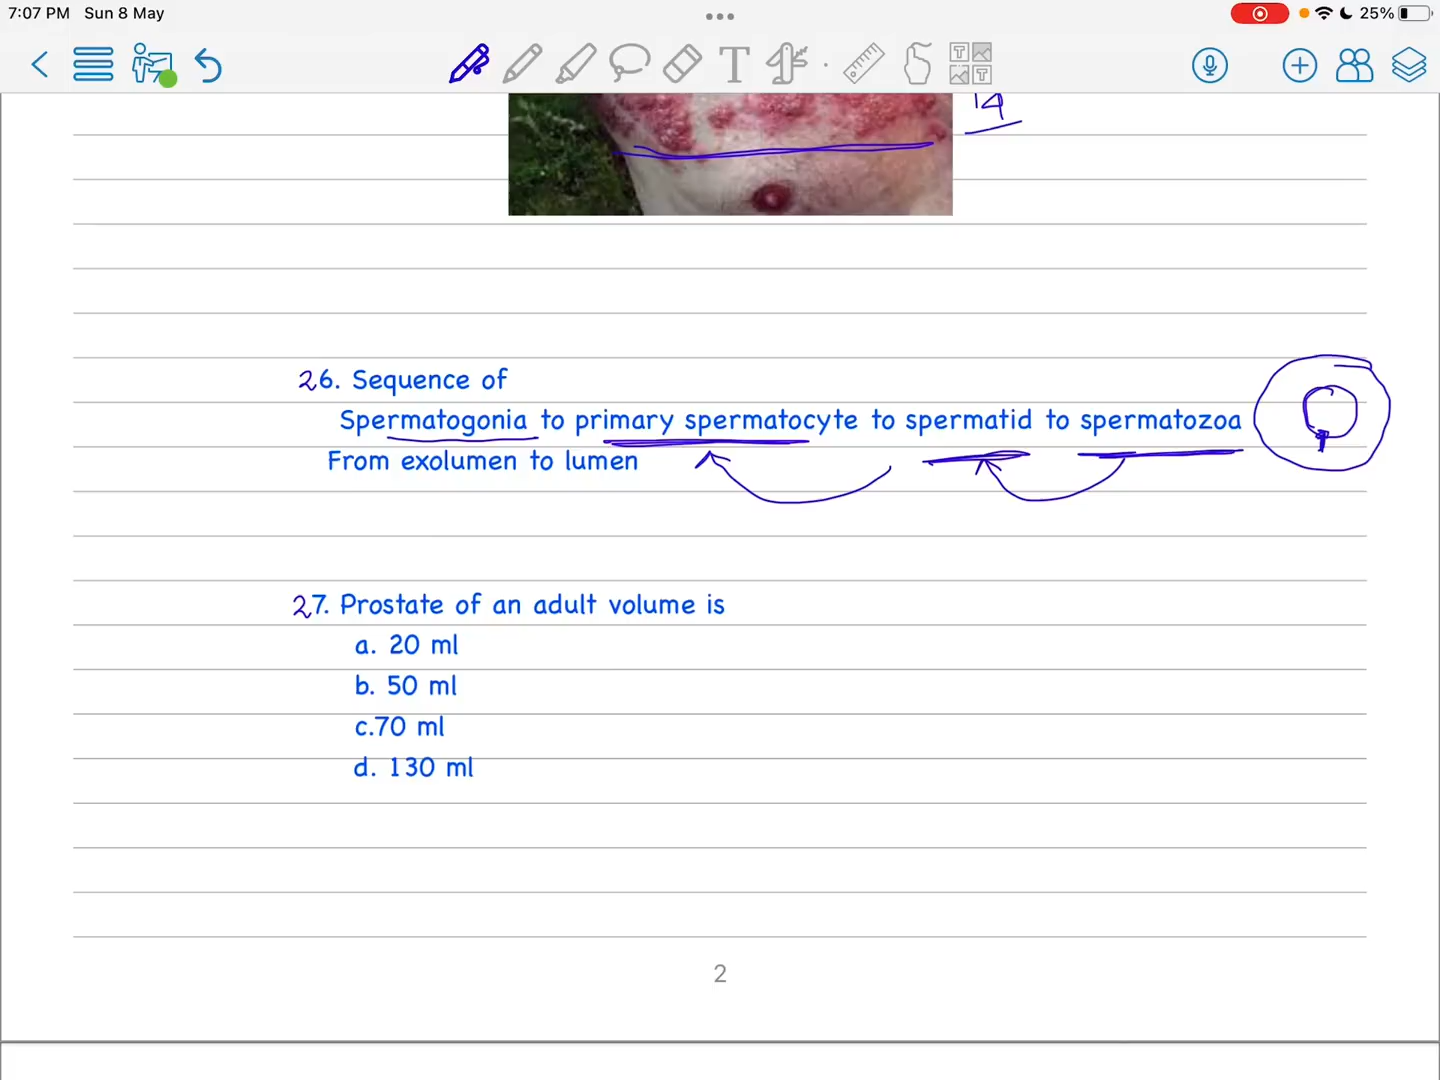 7:07 PM Sun 8 May
25%
T
14
26. Sequence of
Spermatogonia to primary spermatocyte to spermatid to spermatozoa
From exolumen to lumen
27. Prostate of an adult volume is
a. 20 ml
b. 50 ml
c.70 ml
d. 130 ml
2